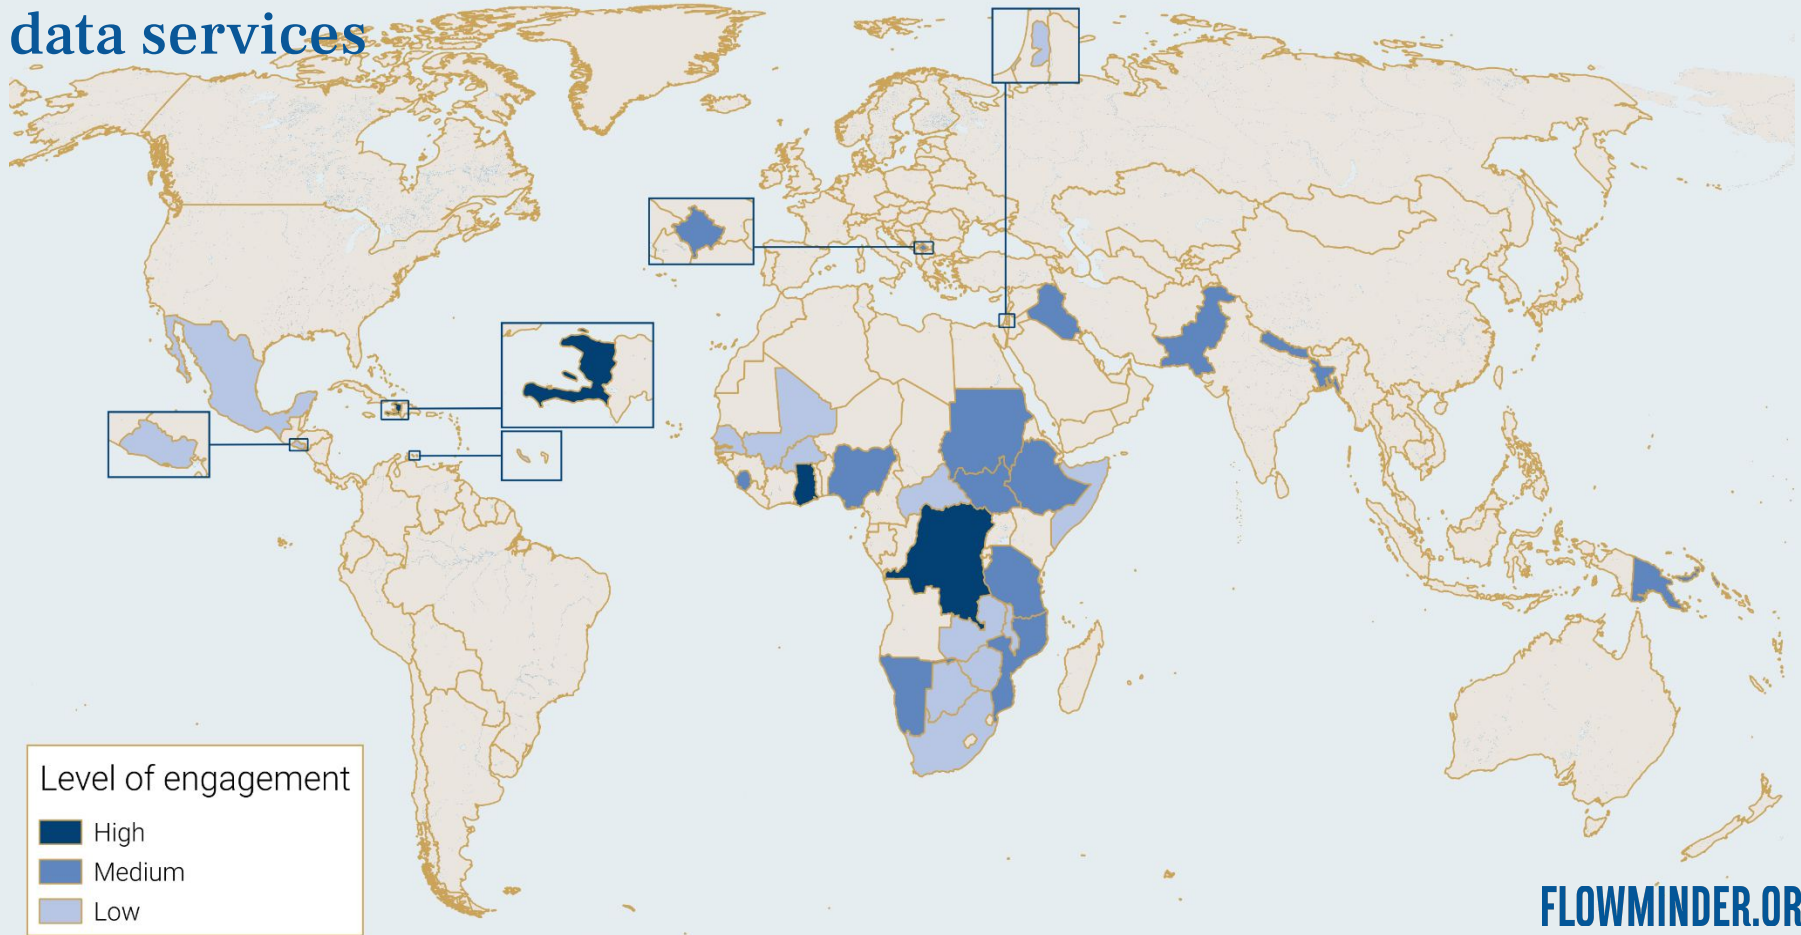 data services
Level of engagement
High
Medium
Low
FLOWMINDER.OR